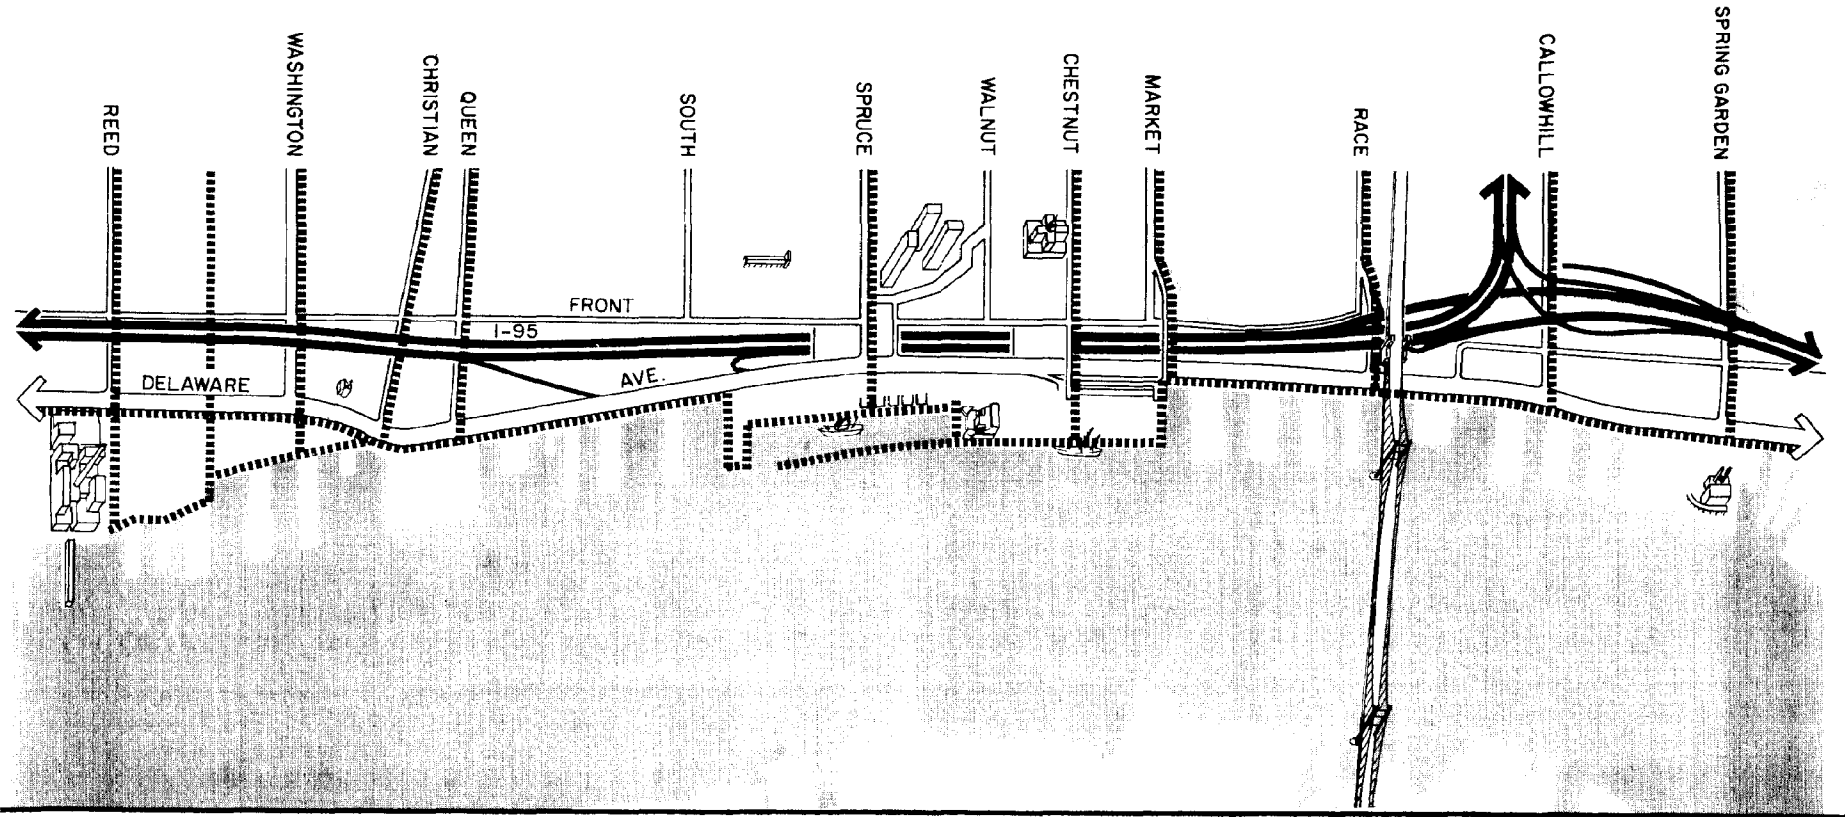 REED
WASHINGTON
CHRISTIAN
QUEEN
SOUTH
SPRUCE
WALNUT
CHESTNUT
MARKET
RACE
CALLOWHILL
SPRING GARDEN
FRONT
I-95
DELAWARE AVE.